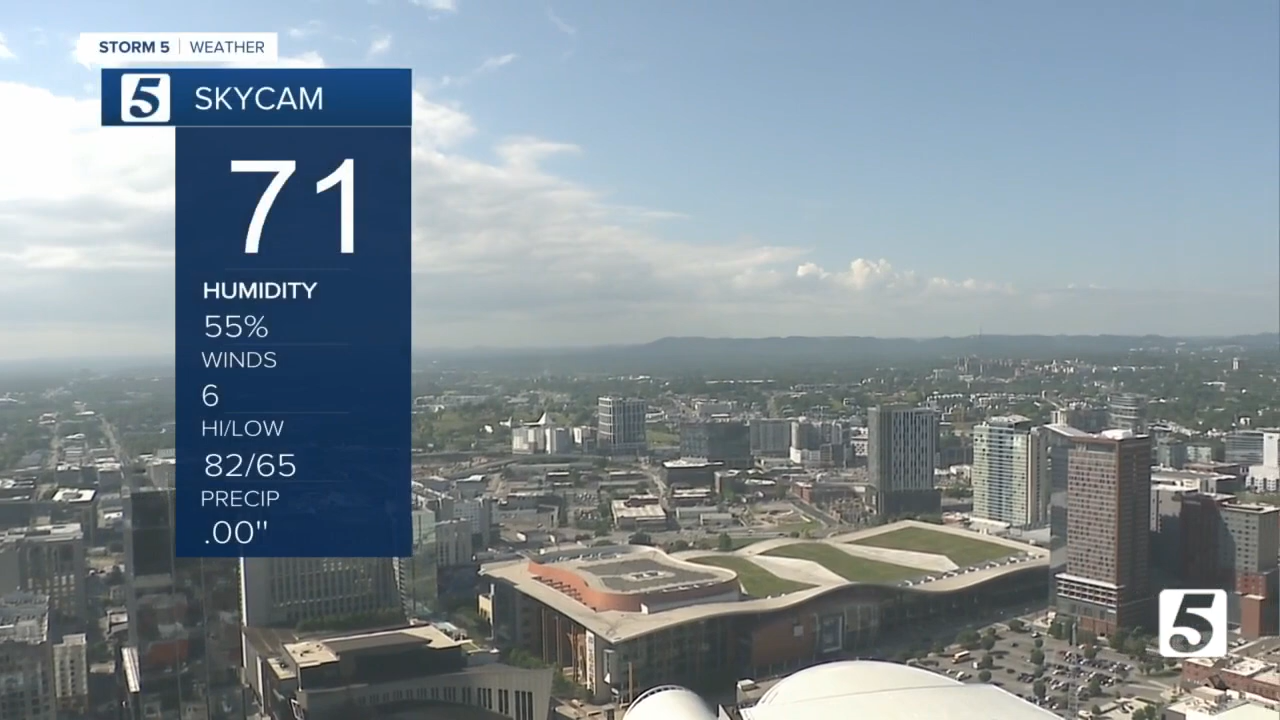 STORM 5 | WEATHER
5 SKYCAM
71
HUMIDITY
55%
WINDS
6
HI/LOW
82/65
PRECIP
.00"
5